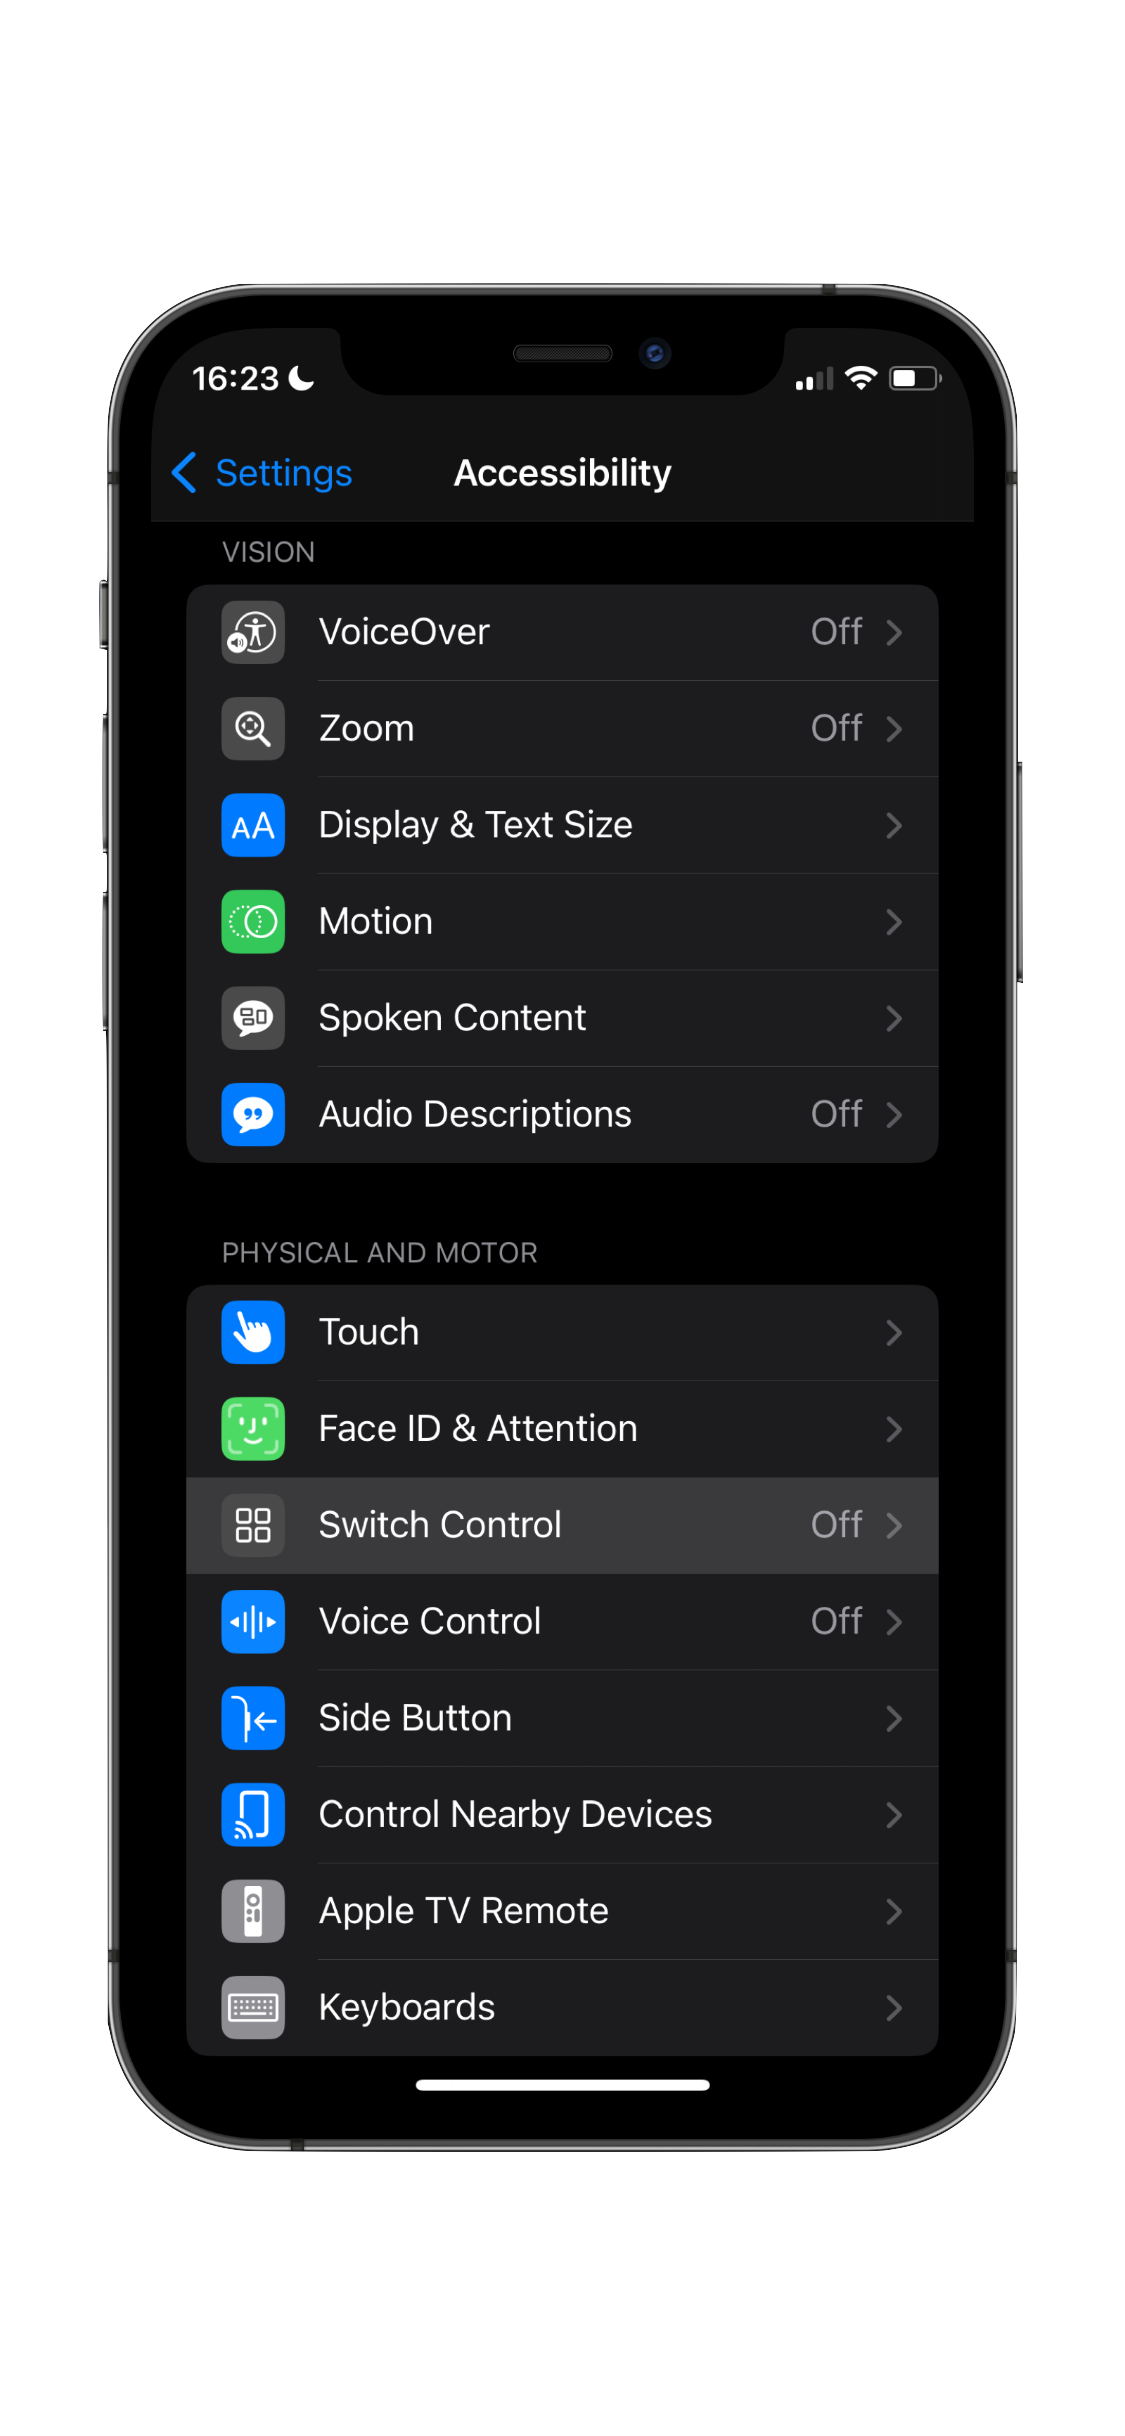 16:23
Settings
Accessibility
VISION
VoiceOver Off
Zoom Off
AA Display & Text Size
Motion
Spoken Content
Audio Descriptions Off
PHYSICAL AND MOTOR
Touch
Face ID & Attention
Switch Control Off
Voice Control Off
Side Button
Control Nearby Devices
Apple TV Remote
Keyboards